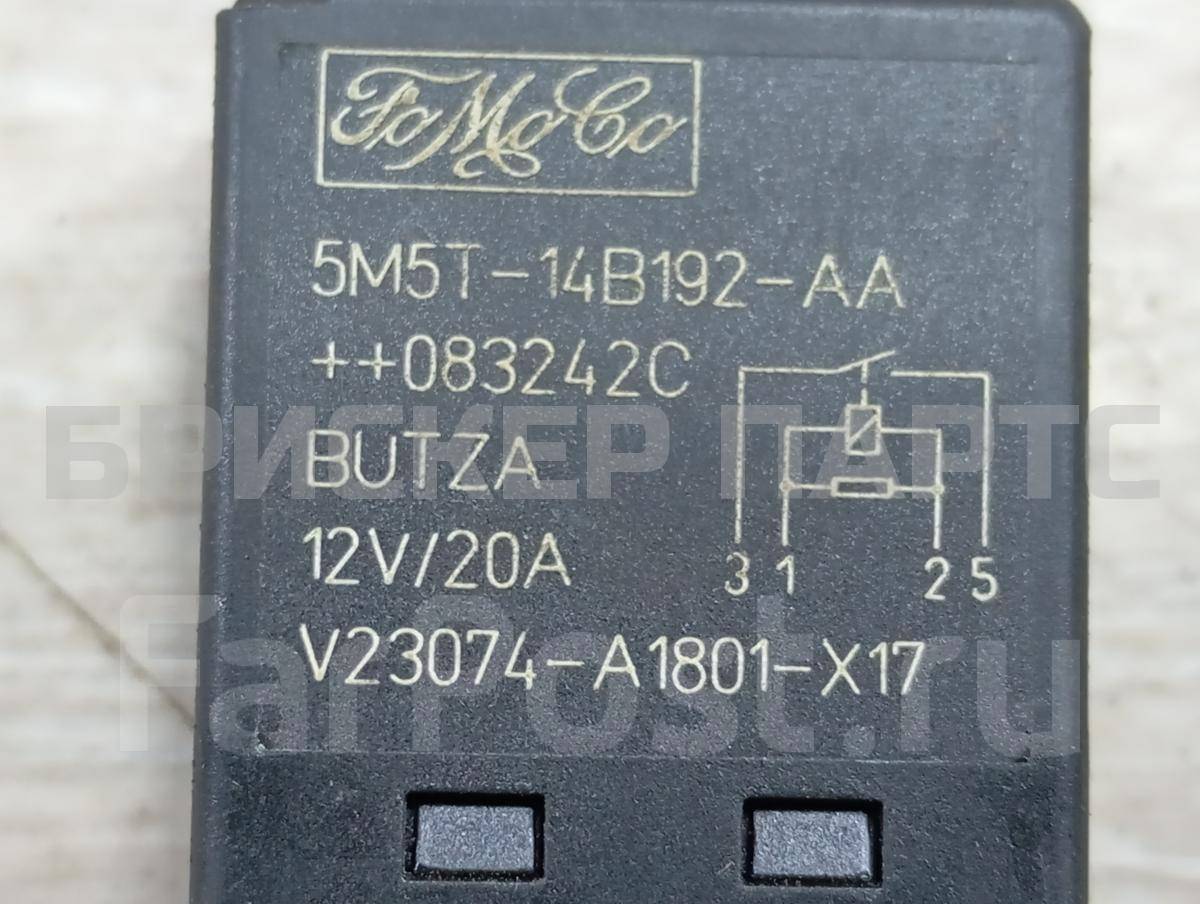 FoMoCo
5M5T-14B192-AA
++083242C
BUTZA
12V/20A
3 1 2 5
V23074-A1801-X17
БРИСКЕР ПАРТС
FarPost.ru